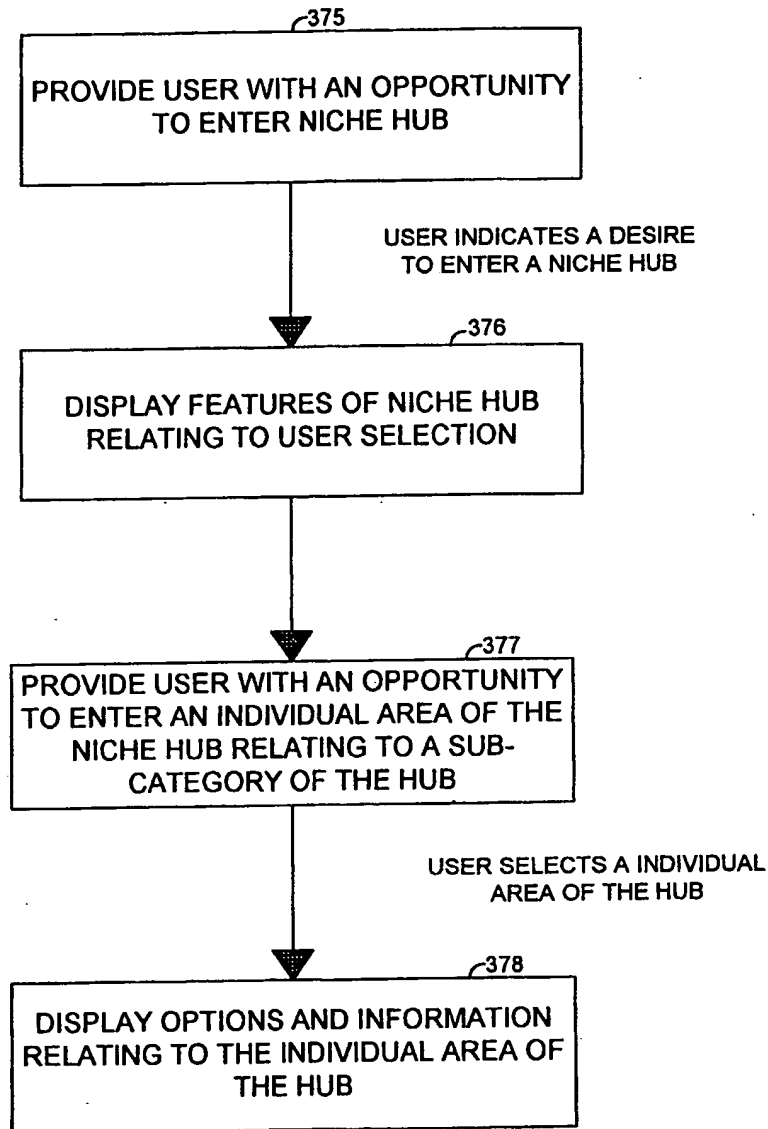 375
PROVIDE USER WITH AN OPPORTUNITY
TO ENTER NICHE HUB
USER INDICATES A DESIRE
TO ENTER A NICHE HUB
376
DISPLAY FEATURES OF NICHE HUB
RELATING TO USER SELECTION
377
PROVIDE USER WITH AN OPPORTUNITY
TO ENTER AN INDIVIDUAL AREA OF THE
NICHE HUB RELATING TO A SUB-
CATEGORY OF THE HUB
USER SELECTS A INDIVIDUAL
AREA OF THE HUB
378
DISPLAY OPTIONS AND INFORMATION
RELATING TO THE INDIVIDUAL AREA OF
THE HUB